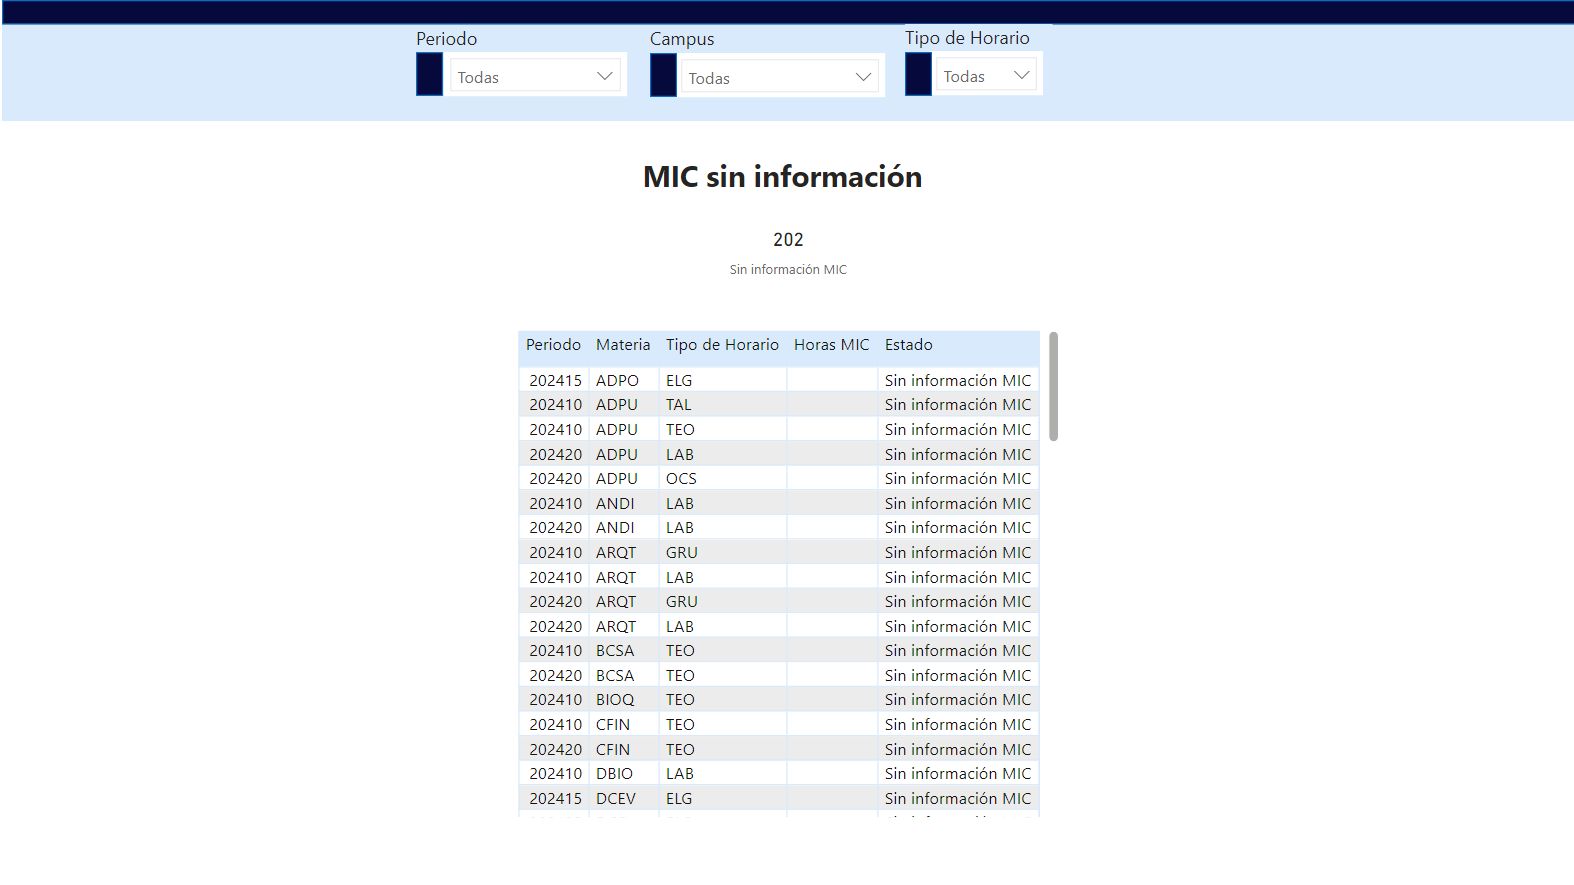 Periodo Campus Tipo de Horario
Todas Todas Todas
MIC sin información
202
Sin información MIC
Periodo Materia Tipo de Horario Horas MIC Estado
202415 ADPO ELG Sin información MIC
202410 ADPU TAL Sin información MIC
202410 ADPU TEO Sin información MIC
202420 ADPU LAB Sin información MIC
202420 ADPU OCS Sin información MIC
202410 ANDI LAB Sin información MIC
202420 ANDI LAB Sin información MIC
202410 ARQT GRU Sin información MIC
202410 ARQT LAB Sin información MIC
202420 ARQT GRU Sin información MIC
202420 ARQT LAB Sin información MIC
202410 BCSA TEO Sin información MIC
202420 BCSA TEO Sin información MIC
202410 BIOQ TEO Sin información MIC
202410 CFIN TEO Sin información MIC
202420 CFIN TEO Sin información MIC
202410 DBIO LAB Sin información MIC
202415 DCEV ELG Sin información MIC